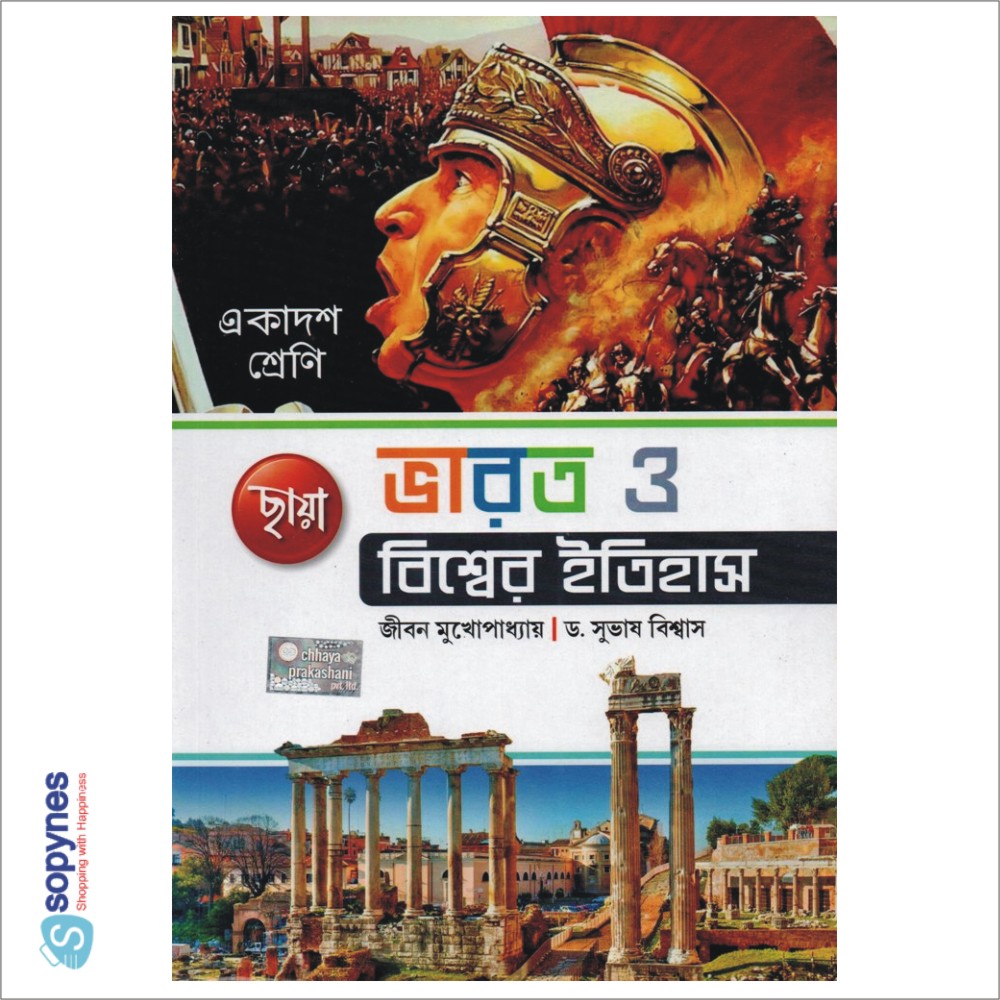 একাদশ
শ্রেণি
ছায়া
ভারত ও
বিশ্বের ইতিহাস
জীবন মুখোপাধ্যায় | ড. সুভাষ বিশ্বাস
chhaya
prakashani
pvt. ltd.
S sopynes
Shopping with Happiness